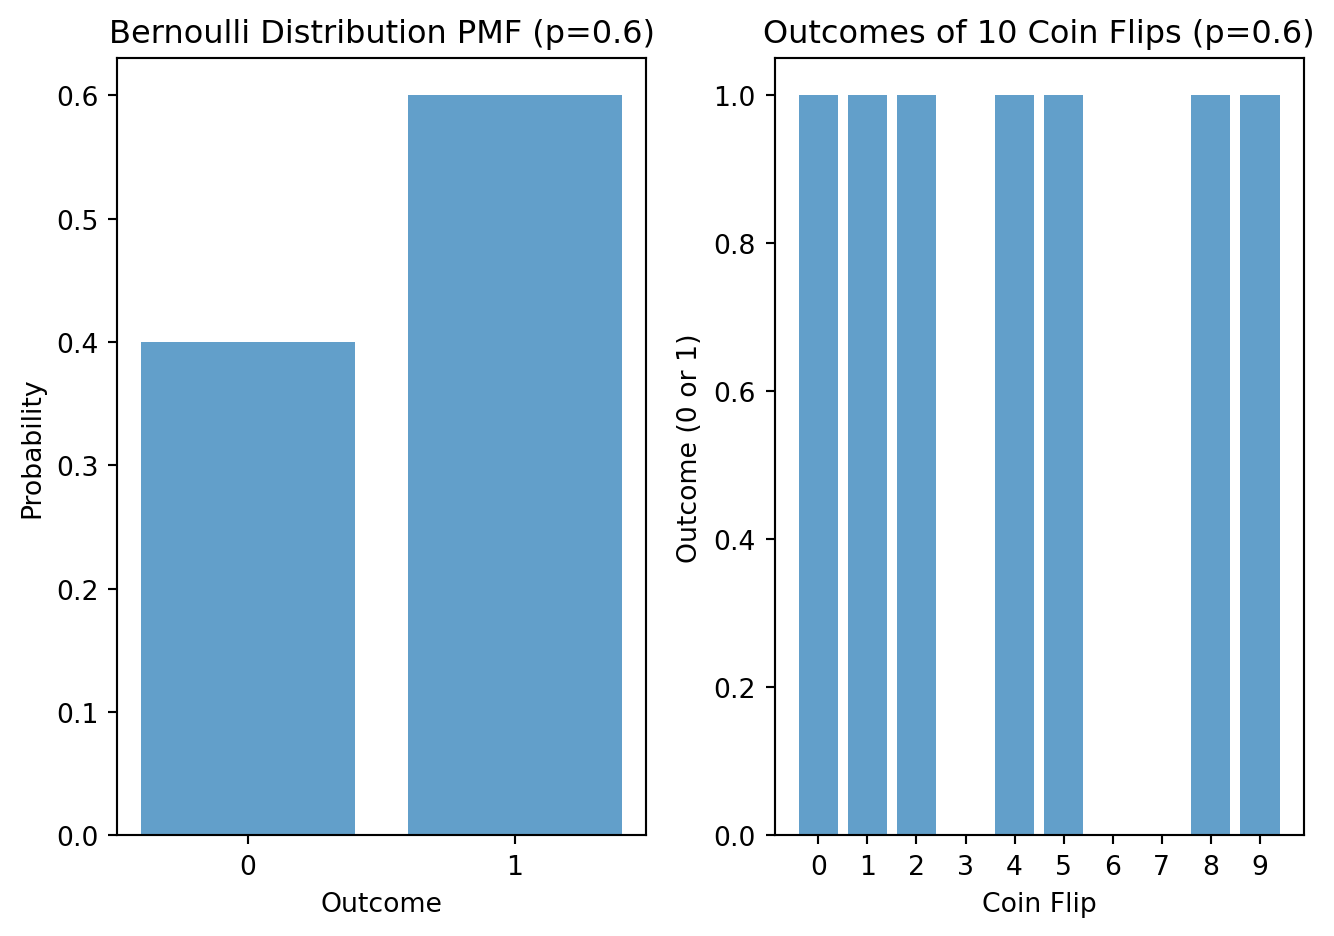 Bernoulli Distribution PMF (p=0.6)
0.6
0.5
0.4
0.3
0.2
0.1
0.0
Probability
0 1
Outcome
Outcomes of 10 Coin Flips (p=0.6)
1.0
0.8
0.6
0.4
0.2
0.0
Outcome (0 or 1)
0 1 2 3 4 5 6 7 8 9
Coin Flip